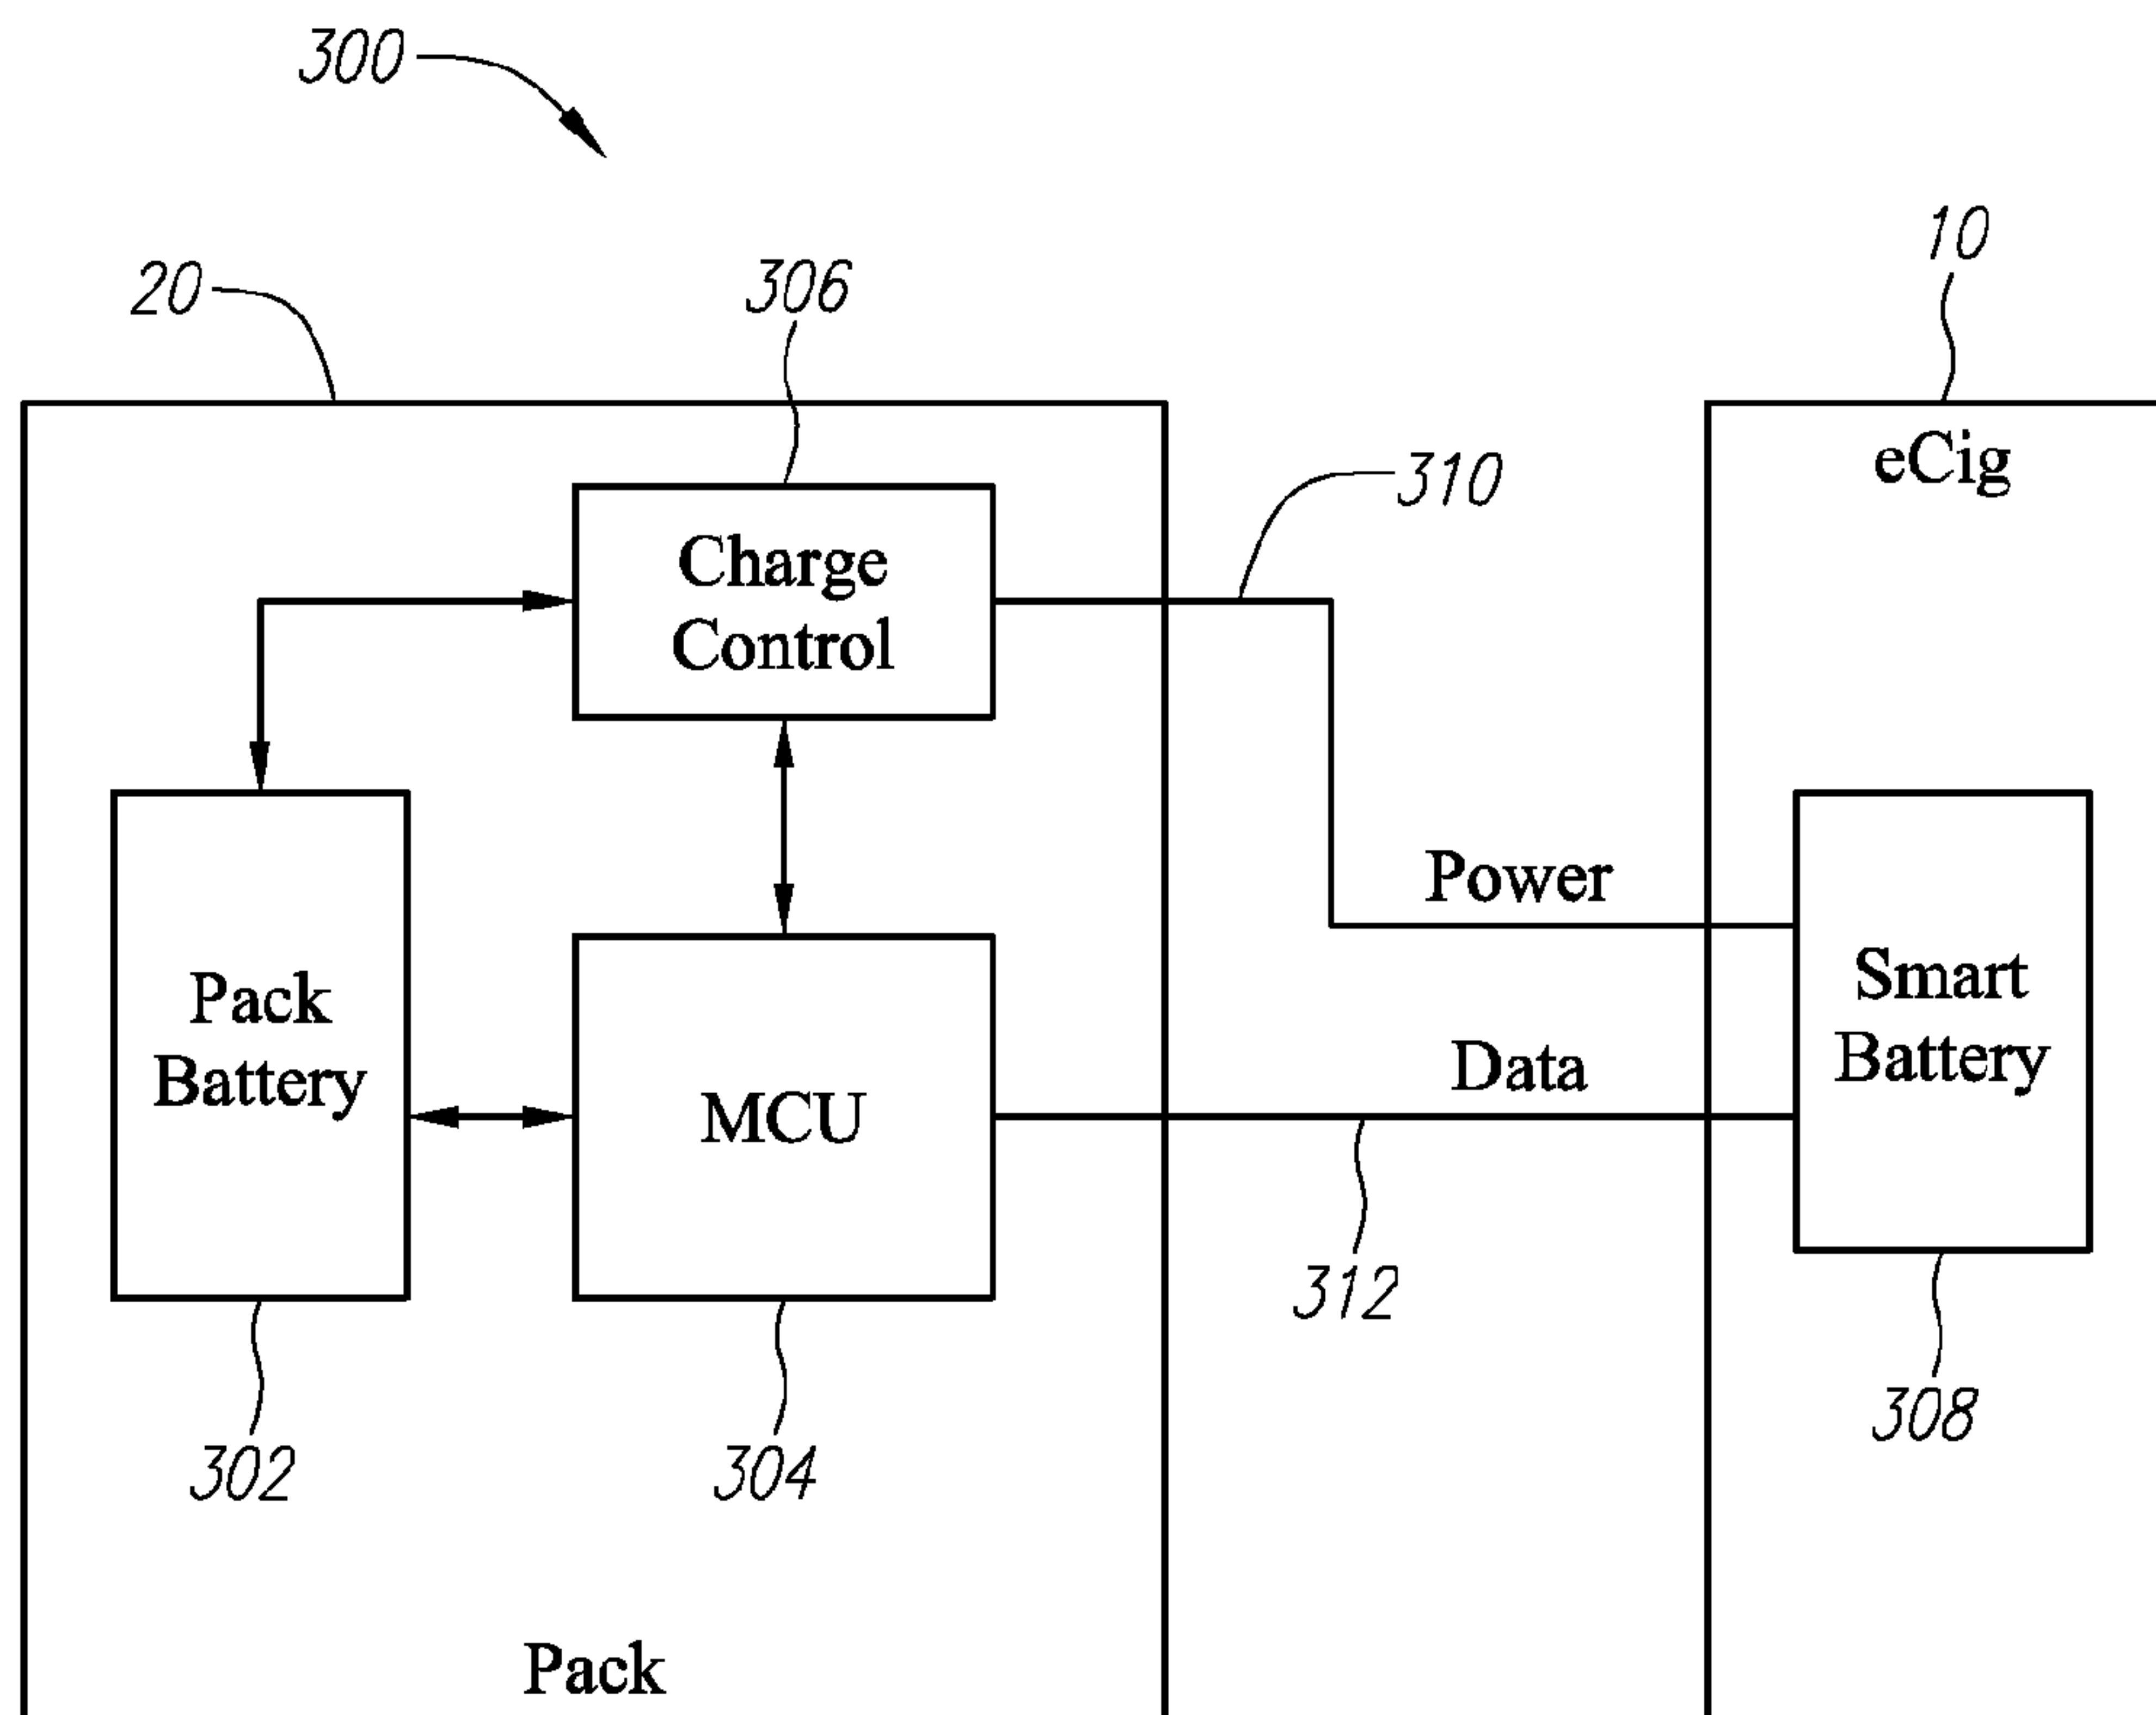 300
10
20
306
310
eCig
Charge
Control
Power
Smart
Battery
Pack
Battery
Data
MCU
312
308
302
304
Pack